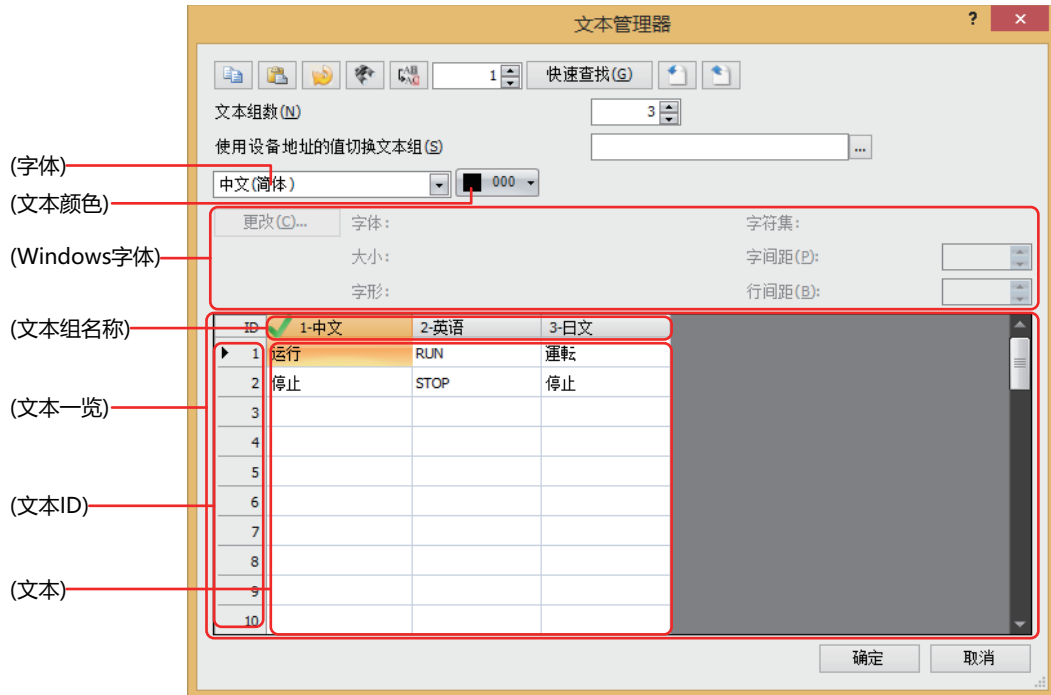 文本管理器 ? ×
1 快速查找(G)
文本组数(N) 3
使用设备地址的值切换文本组(S) ...
(字体)
中文(简体) 000
(文本颜色)
更改(C)... 字体: 字符集:
(Windows字体)
大小: 字间距(P):
字形: 行间距(B):
(文本组名称)
ID 1-中文 2-英语 3-日文
1 运行 RUN 運転
2 停止 STOP 停止
(文本一览)
3
4
5
(文本ID)
6
7
8
(文本)
9
10
确定 取消